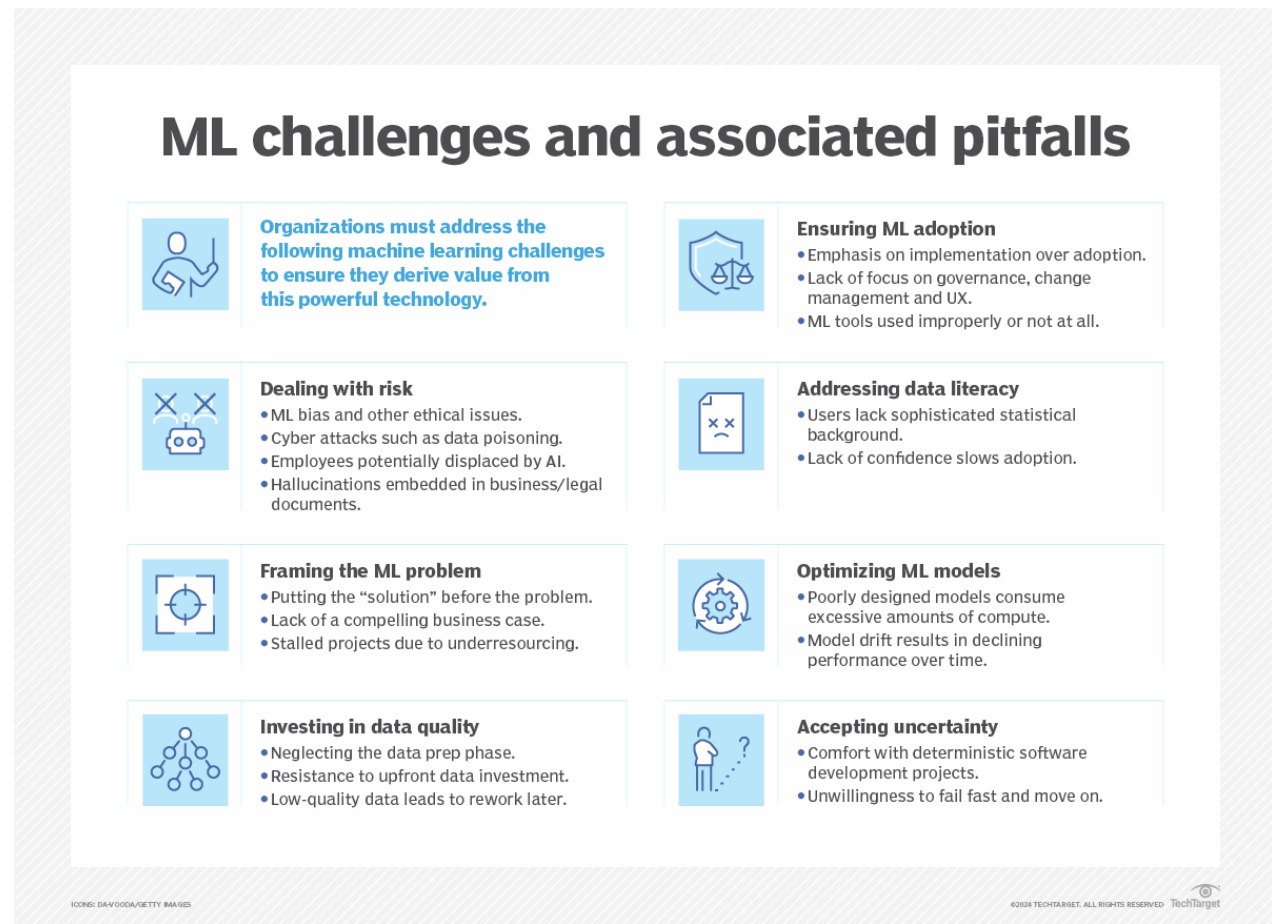 ML challenges and associated pitfalls
Organizations must address the
following machine learning challenges
to ensure they derive value from
this powerful technology.
Dealing with risk
•ML bias and other ethical issues.
•Cyber attacks such as data poisoning.
•Employees potentially displaced by AI.
•Hallucinations embedded in business/legal
documents.
Framing the ML problem
•Putting the “solution” before the problem.
•Lack of a compelling business case.
•Stalled projects due to underresourcing.
Investing in data quality
•Neglecting the data prep phase.
•Resistance to upfront data investment.
•Low-quality data leads to rework later.
Ensuring ML adoption
•Emphasis on implementation over adoption.
•Lack of focus on governance, change
management and UX.
•ML tools used improperly or not at all.
Addressing data literacy
•Users lack sophisticated statistical
background.
•Lack of confidence slows adoption.
Optimizing ML models
•Poorly designed models consume
excessive amounts of compute.
•Model drift results in declining
performance over time.
Accepting uncertainty
•Comfort with deterministic software
development projects.
•Unwillingness to fail fast and move on.
ICONS: DA-VOODA/GETTY IMAGES
©2024 TECHTARGET. ALL RIGHTS RESERVED TechTarget